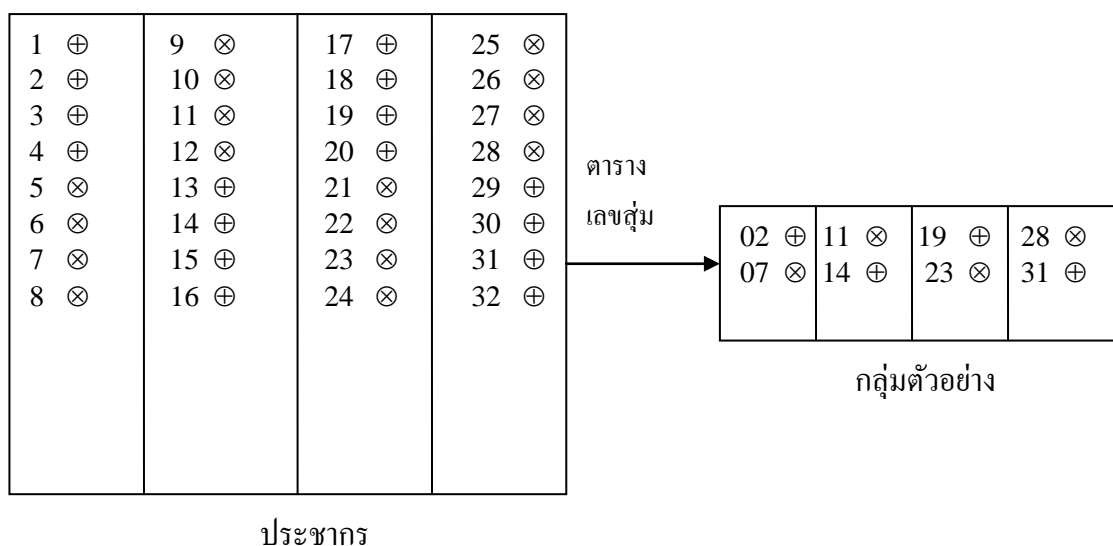 1 ⊕ 9 ⊗ 17 ⊕ 25 ⊗
2 ⊕ 10 ⊗ 18 ⊕ 26 ⊗
3 ⊕ 11 ⊗ 19 ⊕ 27 ⊗
4 ⊕ 12 ⊗ 20 ⊕ 28 ⊗
5 ⊗ 13 ⊕ 21 ⊗ 29 ⊕
6 ⊗ 14 ⊕ 22 ⊗ 30 ⊕
7 ⊗ 15 ⊕ 23 ⊗ 31 ⊕
8 ⊗ 16 ⊕ 24 ⊗ 32 ⊕
ประชากร
ตาราง
เลขสุ่ม
02 ⊕ 11 ⊗ 19 ⊕ 28 ⊗
07 ⊗ 14 ⊕ 23 ⊗ 31 ⊕
กลุ่มตัวอย่าง